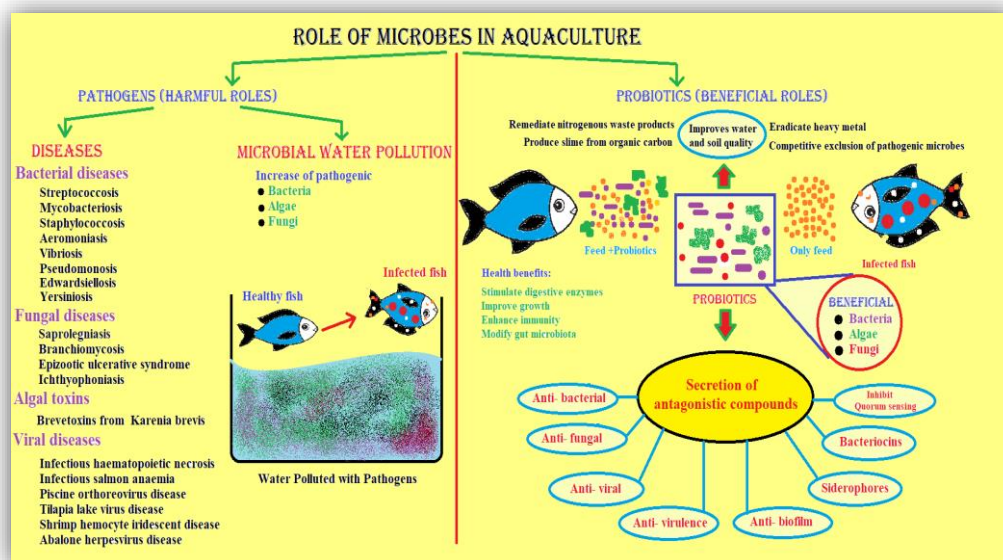 ROLE OF MICROBES IN AQUACULTURE
PATHOGENS (HARMFUL ROLES)
DISEASES
Bacterial diseases
Streptococcosis
Mycobacteriosis
Staphylococcosis
Aeromoniasis
Vibriosis
Pseudomonosis
Edwardsiellosis
Yersiniosis
Fungal diseases
Saprolegniasis
Branchiomycosis
Epizootic ulcerative syndrome
Ichthyophoniasis
Algal toxins
Brevetoxins from Karenia brevis
Viral diseases
Infectious haematopoietic necrosis
Infectious salmon anaemia
Piscine orthoreovirus disease
Tilapia lake virus disease
Shrimp hemocyte iridescent disease
Abalone herpesvirus disease
MICROBIAL WATER POLLUTION
Increase of pathogenic
● Bacteria
● Algae
● Fungi
Healthy fish
Infected fish
Water Polluted with Pathogens
PROBIOTICS (BENEFICIAL ROLES)
Remediate nitrogenous waste products
Produce slime from organic carbon
Improves water
and soil quality
Eradicate heavy metal
Competitive exclusion of pathogenic microbes
Feed +Probiotics
Only feed
Infected fish
Health benefits:
Stimulate digestive enzymes
Improve growth
Enhance immunity
Modify gut microbiota
PROBIOTICS
BENEFICIAL
● Bacteria
● Algae
● Fungi
Secretion of
antagonistic compounds
Anti- bacterial
Anti- fungal
Anti- viral
Anti- virulence
Anti- biofilm
Siderophores
Bacteriocins
Inhibit
Quorum sensing